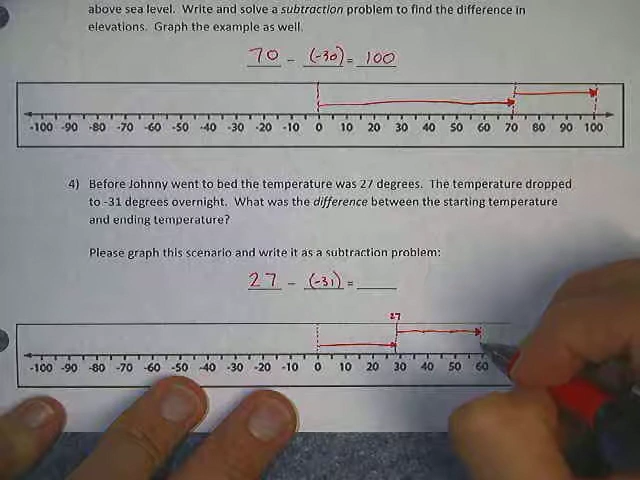 above sea level. Write and solve a subtraction problem to find the difference in
elevations. Graph the example as well.
70 - (-30) = 100
-100 -90 -80 -70 -60 -50 -40 -30 -20 -10 0 10 20 30 40 50 60 70 80 90 100
4) Before Johnny went to bed the temperature was 27 degrees. The temperature dropped
to -31 degrees overnight. What was the difference between the starting temperature
and ending temperature?
Please graph this scenario and write it as a subtraction problem:
27 - (-31) = ____
27
-100 -90 -80 -70 -60 -50 -40 -30 -20 -10 0 10 20 30 40 50 60